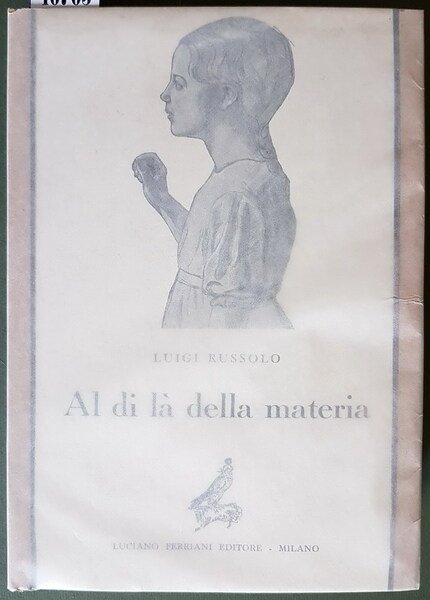 LUIGI RUSSOLO
Al di là della materia
LUCIANO FERRIANI EDITORE - MILANO